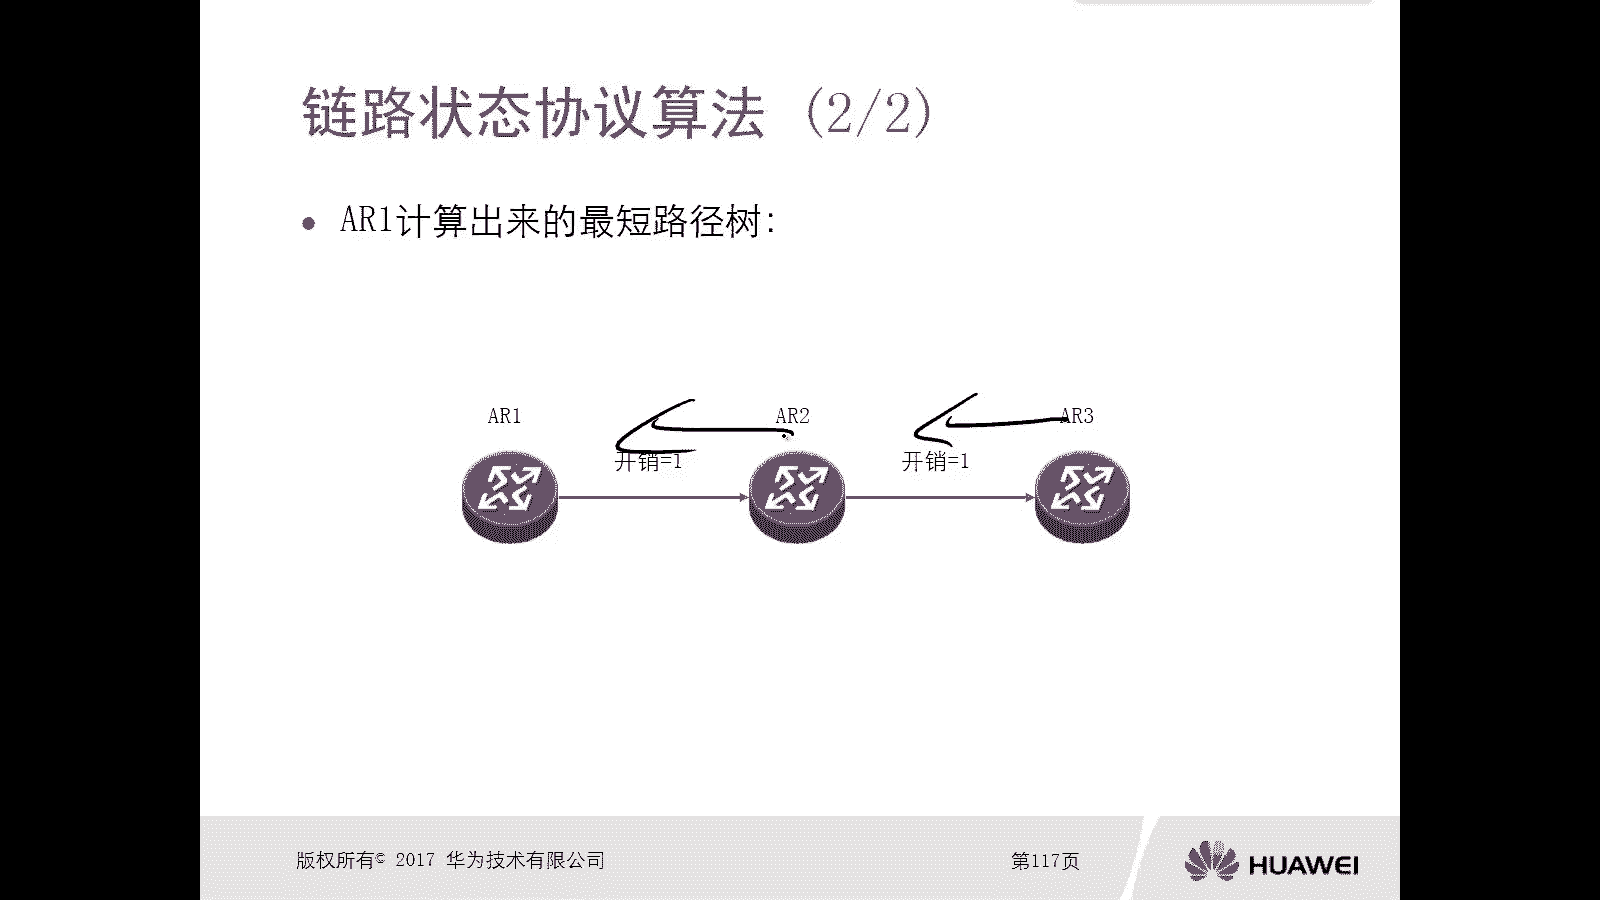 链路状态协议算法 (2/2)
● AR1计算出来的最短路径树:
AR1
AR2
AR3
开销=1
开销=1
版权所有© 2017 华为技术有限公司
第117页
HUAWEI